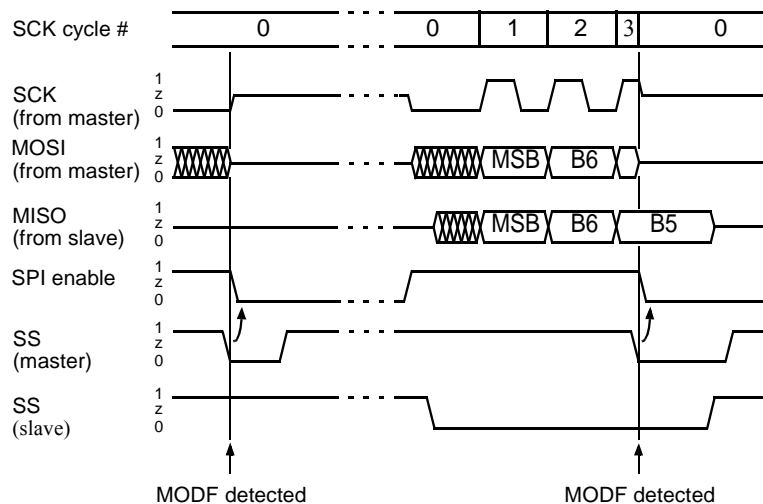 SCK cycle # 0 0 1 2 3 0
SCK
(from master)
1
z
0
MOSI
(from master)
1
z
0
MSB B6
MISO
(from slave)
1
z
0
MSB B6 B5
SPI enable
1
z
0
SS
(master)
1
z
0
SS
(slave)
1
z
0
MODF detected MODF detected